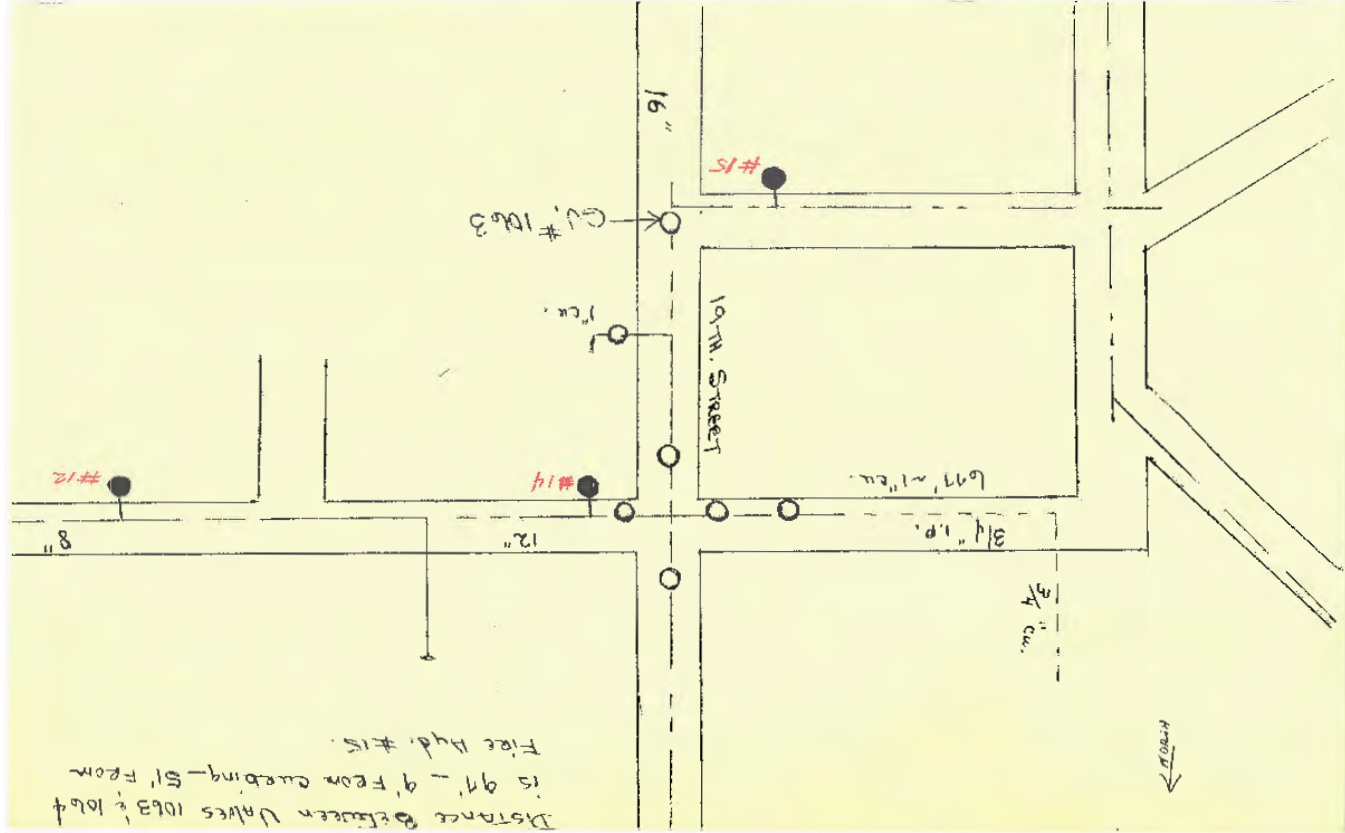 Distance Between Valves 1063 & 1064
is 97' - 9' From curbing - 51' From
Fire Hyd. #15.
NORTH
3/4" cu.
3/4" I.P.
12"
8"
1" cu.
#14
#12
19TH. STREET
1" cu.
G.V. #1063
#15
16"